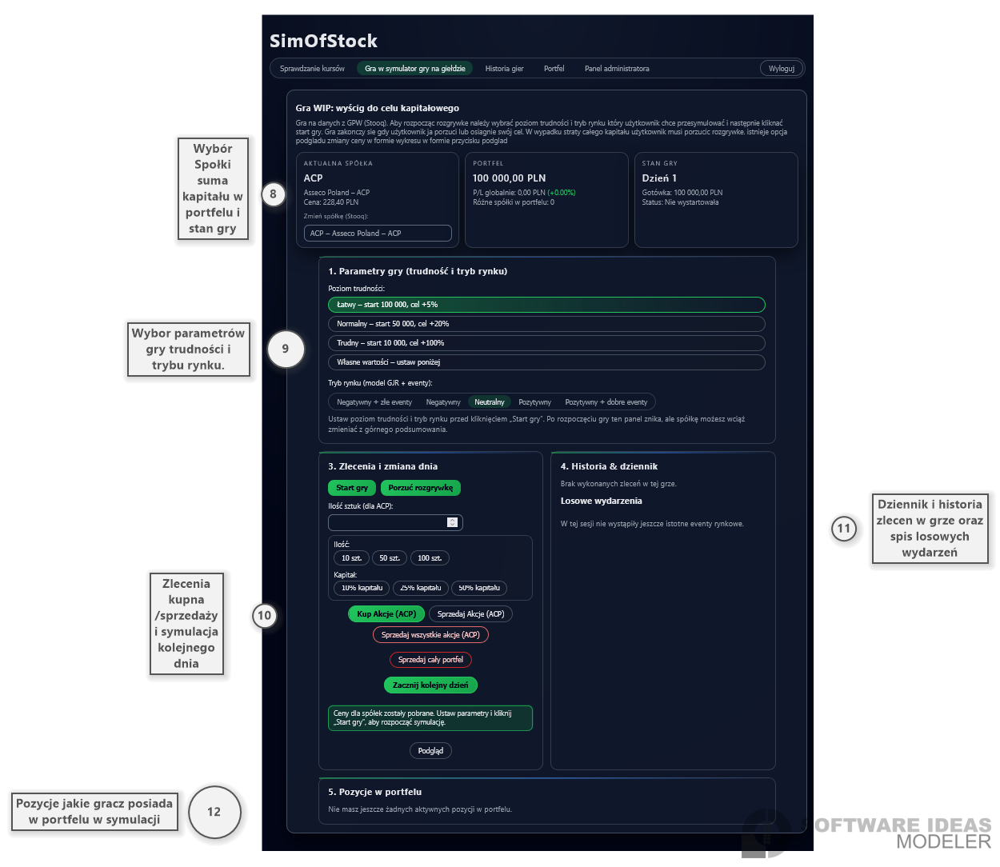 SimOfStock
Sprawdzanie kursów
Gra w symulator gry na giełdzie
Historia gier
Portfel
Panel administratora
Wyloguj
Gra WIP: wyścig do celu kapitałowego
Gra na danych z GPW (Stooq). Aby rozpocząc rozgrywke należy wybrać poziom trudności i tryb rynku który użytkownik chce przesymulować i następnie kliknać
start gry. Gra zakonczy sie gdy użytkownik ja porzuci lub osiagnie swój cel. W wypadku straty całego kapitału użytkownik musi porzucic rozgrywke. istnieje opcja
podgladu zmiany ceny w formie wykresu w formie przycisku podglad
Wybór
Społki
suma
kapitału w
portfelu i
stan gry
8
AKTUALNA SPÓŁKA
ACP
Asseco Poland – ACP
Cena: 228,40 PLN
Zmień spółkę (Stooq):
ACP – Asseco Poland – ACP
PORTFEL
100 000,00 PLN
P/L globalnie: 0,00 PLN (+0.00%)
Różne spółki w portfelu: 0
STAN GRY
Dzień 1
Gotówka: 100 000,00 PLN
Status: Nie wystartowała
Wybor parametrów
gry trudności i
trybu rynku.
9
1. Parametry gry (trudność i tryb rynku)
Poziom trudności:
Łatwy – start 100 000, cel +5%
Normalny – start 50 000, cel +20%
Trudny – start 10 000, cel +100%
Własne wartości – ustaw poniżej
Tryb rynku (model GJR + eventy):
Negatywny + złe eventy
Negatywny
Neutralny
Pozytywny
Pozytywny + dobre eventy
Ustaw poziom trudności i tryb rynku przed kliknięciem „Start gry”. Po rozpoczęciu gry ten panel znika, ale spółkę możesz wciąż
zmieniać z górnego podsumowania.
Zlecenia
kupna
/sprzedaży
i symulacja
kolejnego
dnia
10
3. Zlecenia i zmiana dnia
Start gry
Porzuć rozgrywkę
Ilość sztuk (dla ACP):
Ilość:
10 szt.
50 szt.
100 szt.
Kapitał:
10% kapitału
25% kapitału
50% kapitału
Kup Akcje (ACP)
Sprzedaj Akcje (ACP)
Sprzedaj wszystkie akcje (ACP)
Sprzedaj cały portfel
Zacznij kolejny dzień
Ceny dla spółek zostały pobrane. Ustaw parametry i kliknij
„Start gry”, aby rozpocząć symulację.
Podgląd
4. Historia & dziennik
Brak wykonanych zleceń w tej grze.
Losowe wydarzenia
W tej sesji nie wystąpiły jeszcze istotne eventy rynkowe.
11
Dziennik i historia
zlecen w grze oraz
spis losowych
wydarzeń
Pozycje jakie gracz posiada
w portfelu w symulacji
12
5. Pozycje w portfelu
Nie masz jeszcze żadnych aktywnych pozycji w portfelu.
SOFTWARE IDEAS
MODELER